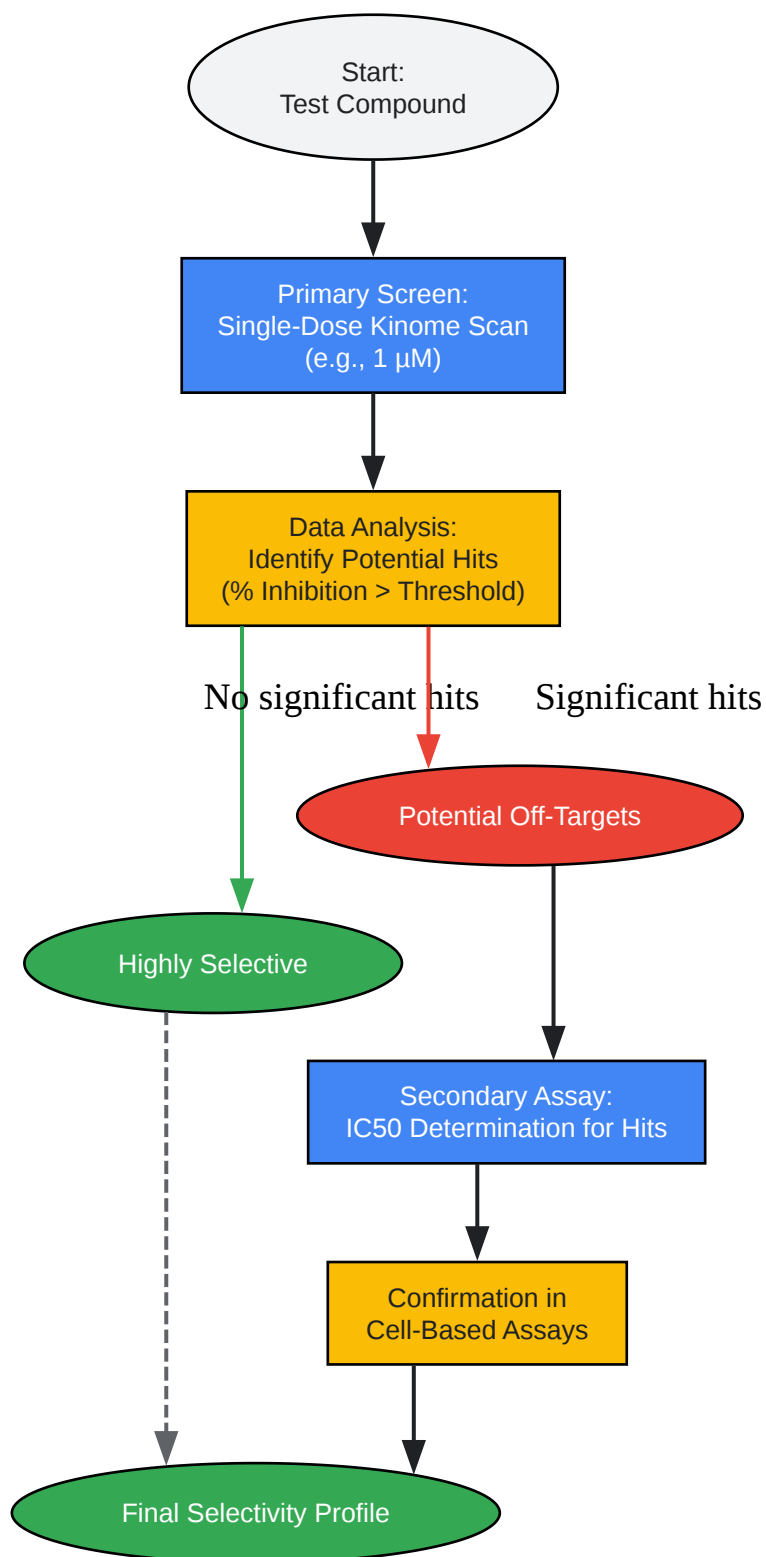 Start:
Test Compound
Primary Screen:
Single-Dose Kinome Scan
(e.g., 1 µM)
Data Analysis:
Identify Potential Hits
(% Inhibition > Threshold)
No significant hits
Significant hits
Potential Off-Targets
Highly Selective
Secondary Assay:
IC50 Determination for Hits
Confirmation in
Cell-Based Assays
Final Selectivity Profile